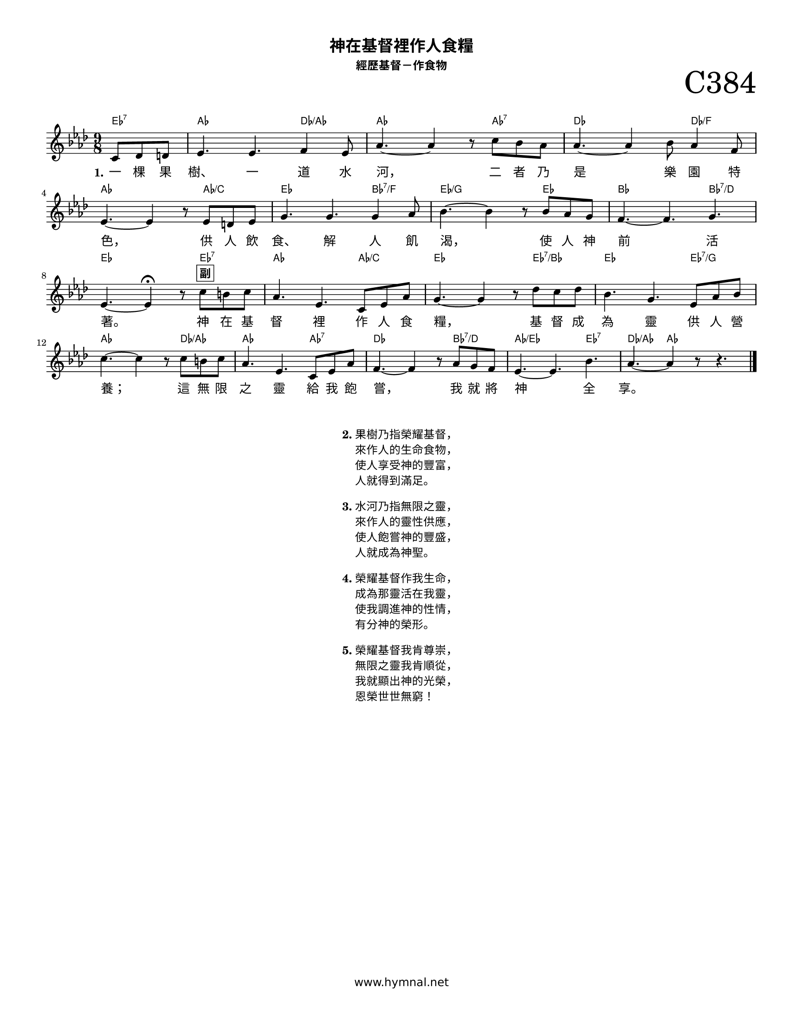 神在基督裡作人食糧
經歷基督－作食物
C384
E♭7 A♭ D♭/A♭ A♭ A♭7 D♭ D♭/F
9
8
1. 一 棵 果 樹、 一 道 水 河， 二 者 乃 是 樂 園 特
4 A♭ A♭/C E♭ B♭7/F E♭/G E♭ B♭ B♭7/D
色， 供 人 飲 食、 解 人 飢 渴， 使 人 神 前 活
8 E♭ E♭7 A♭ A♭/C E♭ E♭7/B♭ E♭ E♭7/G
副
著。 神 在 基 督 裡 作 人 食 糧， 基 督 成 為 靈 供 人 營
12 A♭ D♭/A♭ A♭ A♭7 D♭ B♭7/D A♭/E♭ E♭7 D♭/A♭ A♭
養； 這 無 限 之 靈 給 我 飽 嘗， 我 就 將 神 全 享。
2. 果樹乃指榮耀基督，
來作人的生命食物，
使人享受神的豐富，
人就得到滿足。
3. 水河乃指無限之靈，
來作人的靈性供應，
使人飽嘗神的豐盛，
人就成為神聖。
4. 榮耀基督作我生命，
成為那靈活在我靈，
使我調進神的性情，
有分神的榮形。
5. 榮耀基督我肯尊崇，
無限之靈我肯順從，
我就顯出神的光榮，
恩榮世世無窮！
www.hymnal.net